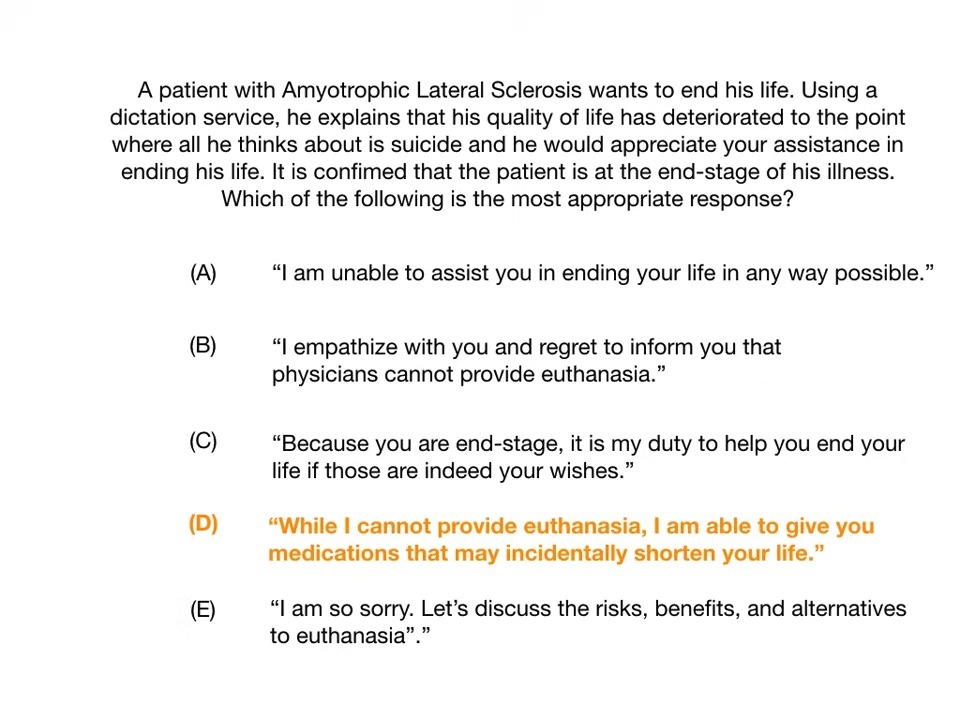 A patient with Amyotrophic Lateral Sclerosis wants to end his life. Using a
dictation service, he explains that his quality of life has deteriorated to the point
where all he thinks about is suicide and he would appreciate your assistance in
ending his life. It is confimed that the patient is at the end-stage of his illness.
Which of the following is the most appropriate response?
(A) “I am unable to assist you in ending your life in any way possible.”
(B) “I empathize with you and regret to inform you that
physicians cannot provide euthanasia.”
(C) “Because you are end-stage, it is my duty to help you end your
life if those are indeed your wishes.”
(D) “While I cannot provide euthanasia, I am able to give you
medications that may incidentally shorten your life.”
(E) “I am so sorry. Let’s discuss the risks, benefits, and alternatives
to euthanasia”.”